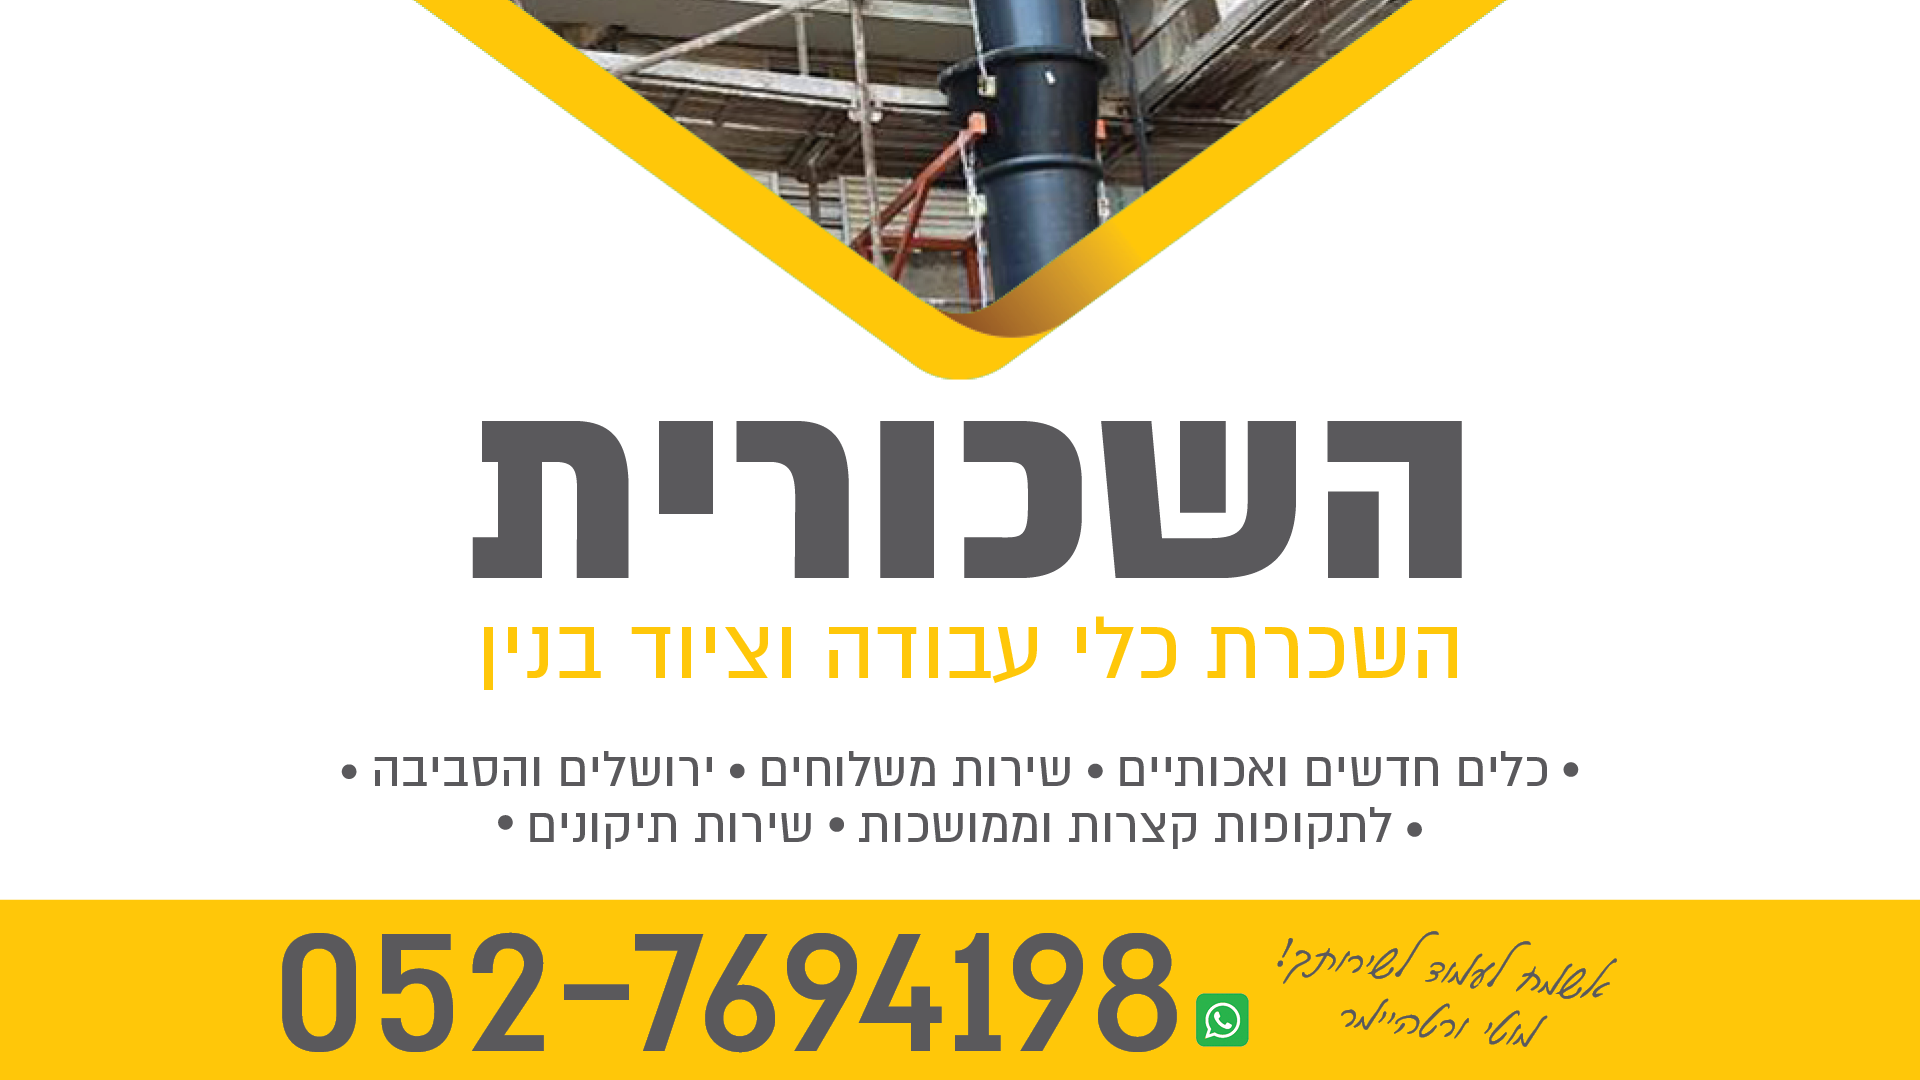 השכורית
השכרת כלי עבודה וציוד בנין
• כלים חדשים ואכותיים • שירות משלוחים • ירושלים והסביבה •
• לתקופות קצרות וממושכות • שירות תיקונים •
052-7694198
אשמח לעמוד לשירותך!
מוטי ורטהיימר